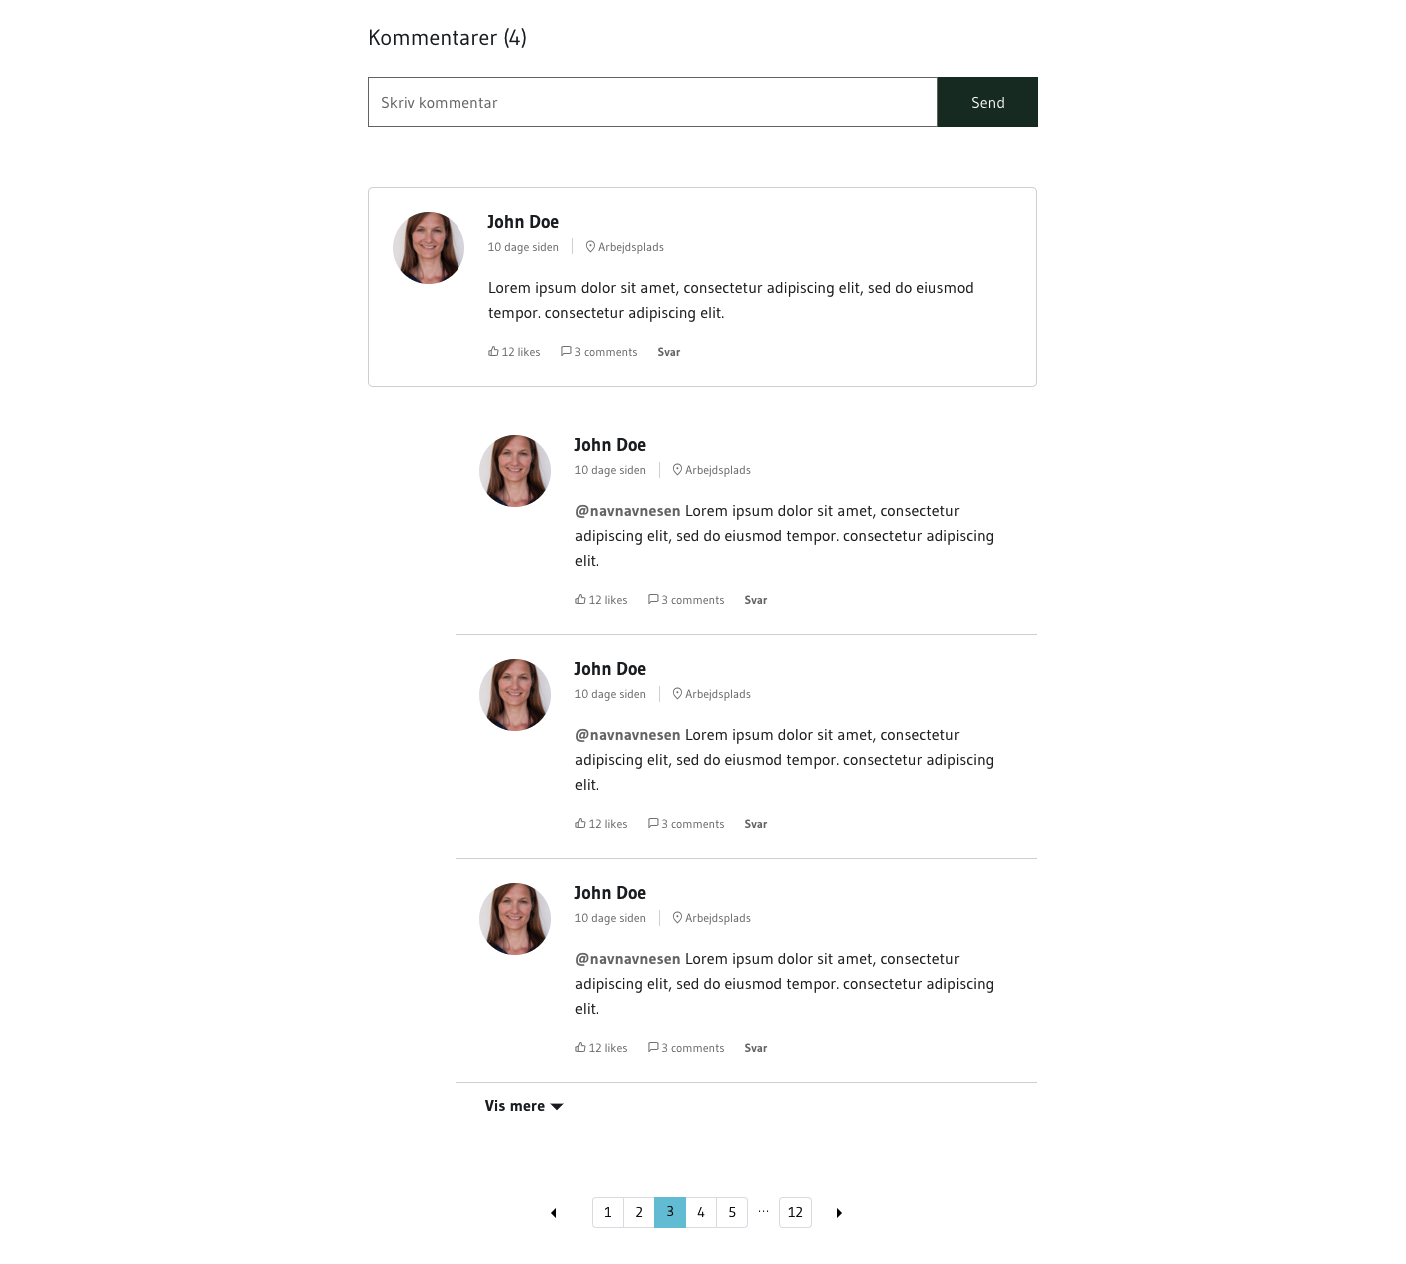 Kommentarer (4)
Skriv kommentar
Send
John Doe
10 dage siden Arbejdsplads
Lorem ipsum dolor sit amet, consectetur adipiscing elit, sed do eiusmod
tempor. consectetur adipiscing elit.
12 likes 3 comments Svar
John Doe
10 dage siden Arbejdsplads
@navnavnesen Lorem ipsum dolor sit amet, consectetur
adipiscing elit, sed do eiusmod tempor. consectetur adipiscing
elit.
12 likes 3 comments Svar
John Doe
10 dage siden Arbejdsplads
@navnavnesen Lorem ipsum dolor sit amet, consectetur
adipiscing elit, sed do eiusmod tempor. consectetur adipiscing
elit.
12 likes 3 comments Svar
John Doe
10 dage siden Arbejdsplads
@navnavnesen Lorem ipsum dolor sit amet, consectetur
adipiscing elit, sed do eiusmod tempor. consectetur adipiscing
elit.
12 likes 3 comments Svar
Vis mere
1 2 3 4 5 ... 12